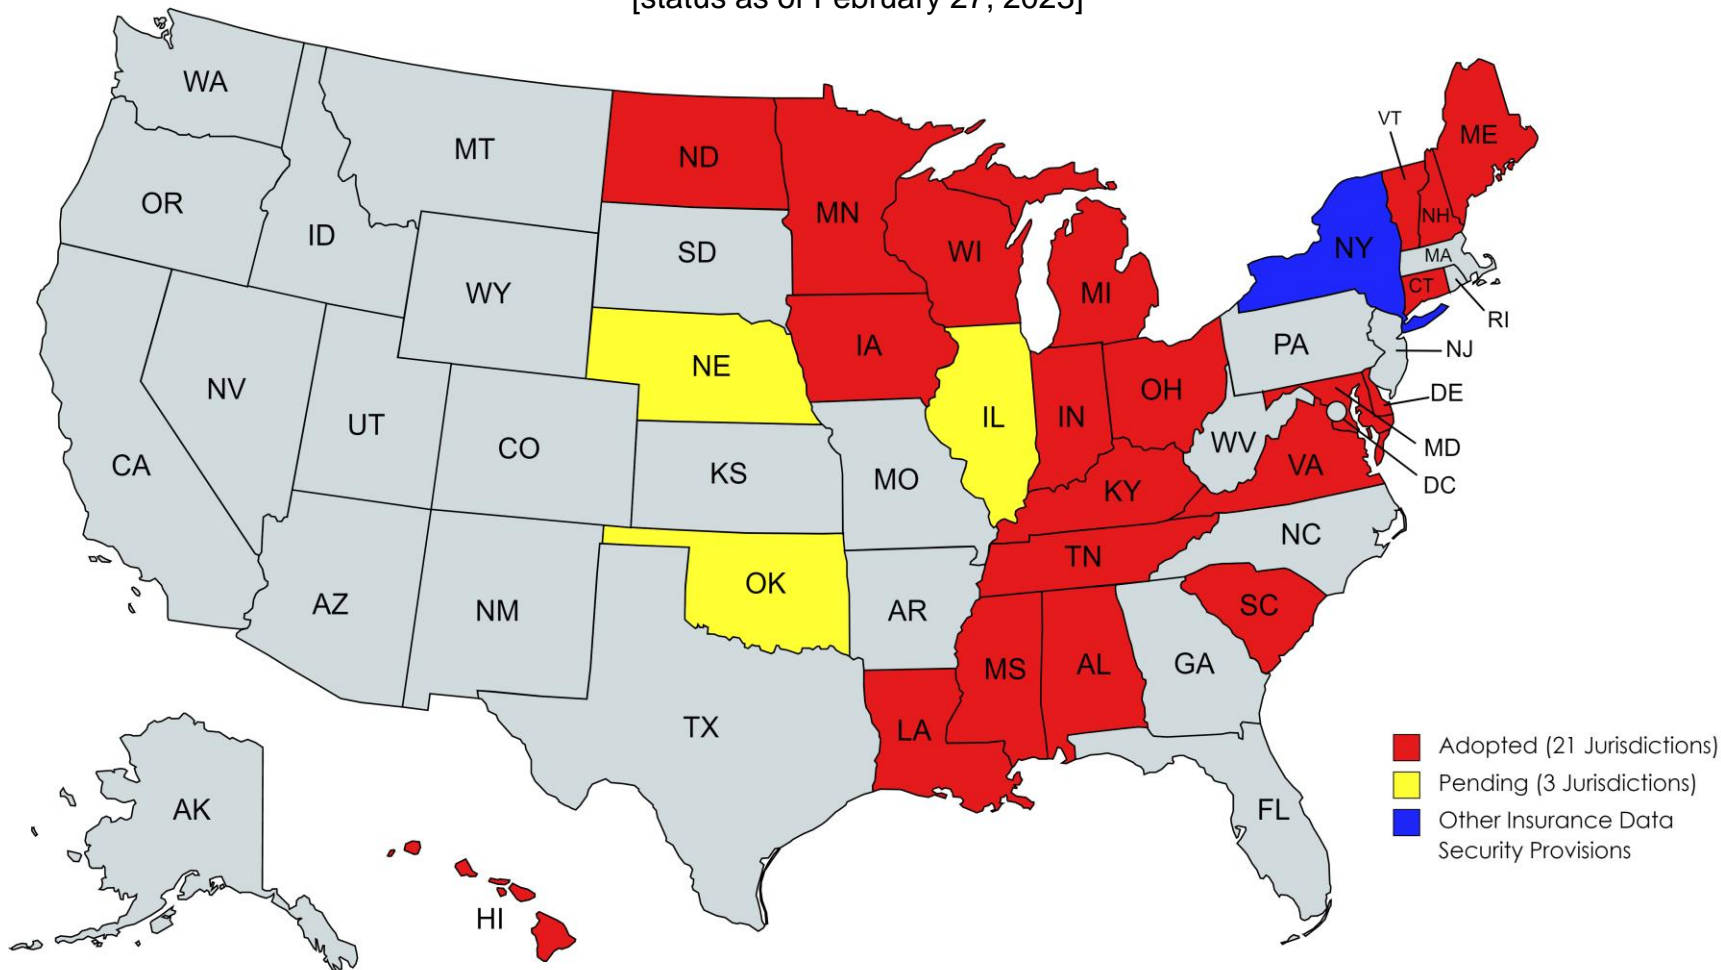 [status as of February 27, 2023]
WA
MT
ND
MN
VT
ME
OR
ID
WY
SD
WI
MI
NY
NH
MA
CT
RI
NJ
NV
UT
CO
NE
IA
IL
IN
OH
PA
DE
MD
DC
CA
KS
MO
KY
WV
VA
AZ
NM
OK
AR
TN
NC
SC
TX
LA
MS
AL
GA
FL
AK
HI
Adopted (21 Jurisdictions)
Pending (3 Jurisdictions)
Other Insurance Data
Security Provisions